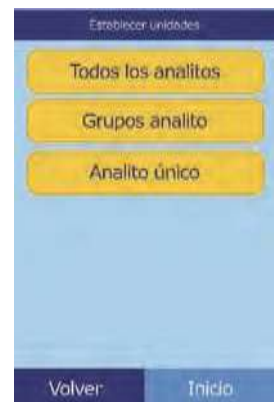 Establecer unidades
Todos los analitos
Grupos analito
Analito único
Volver Inicio